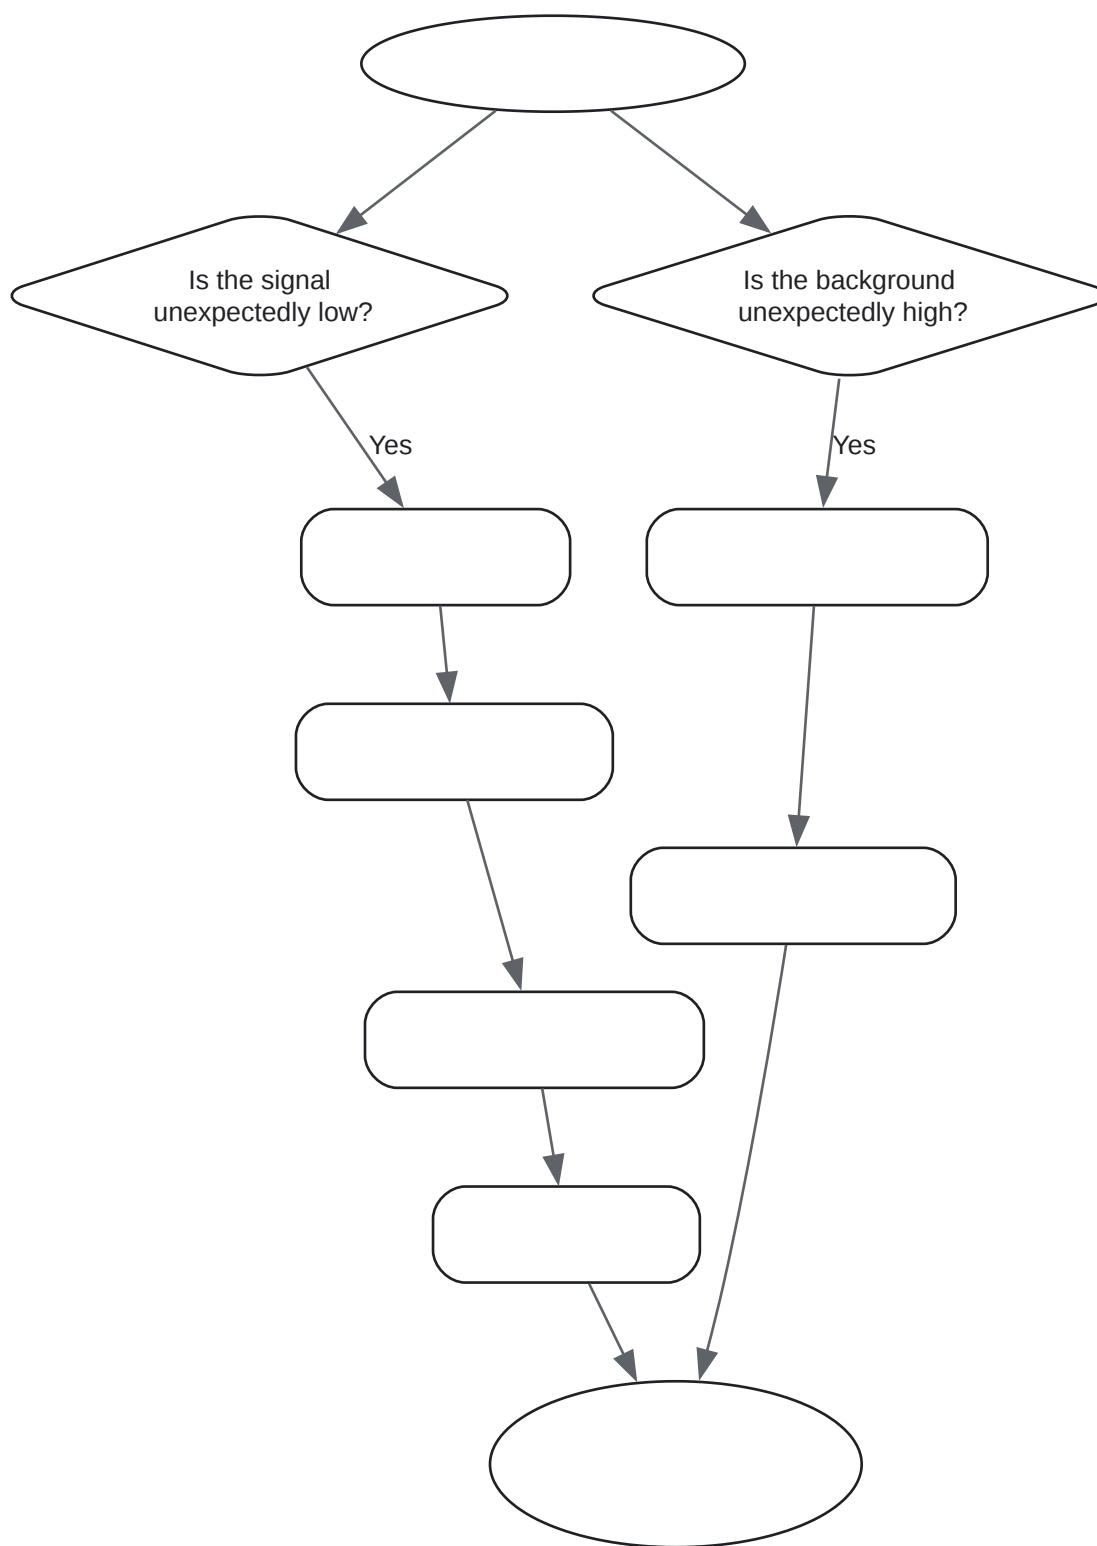 Is the signal
unexpectedly low?
Is the background
unexpectedly high?
Yes
Yes